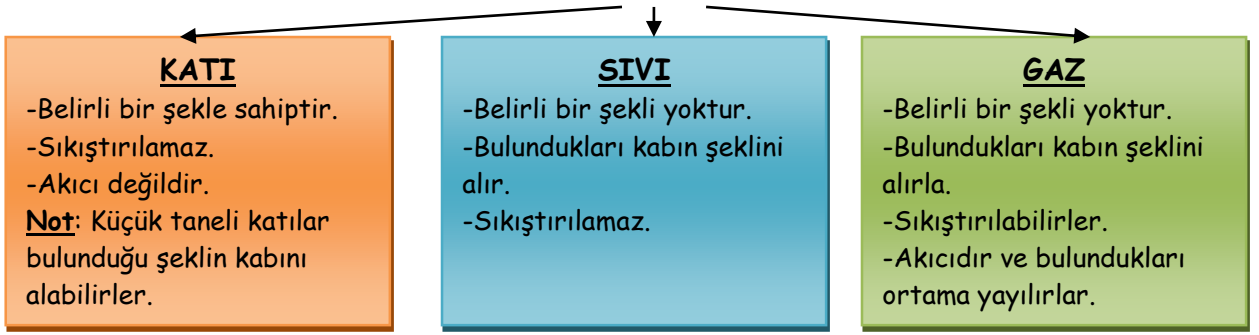 KATI
-Belirli bir şekle sahiptir.
-Sıkıştırılamaz.
-Akıcı değildir.
Not: Küçük taneli katılar
bulunduğu şeklin kabını
alabilirler.
SIVI
-Belirli bir şekli yoktur.
-Bulundukları kabın şeklini
alır.
-Sıkıştırılamaz.
GAZ
-Belirli bir şekli yoktur.
-Bulundukları kabın şeklini
alırla.
-Sıkıştırılabilirler.
-Akıcıdır ve bulundukları
ortama yayılırlar.